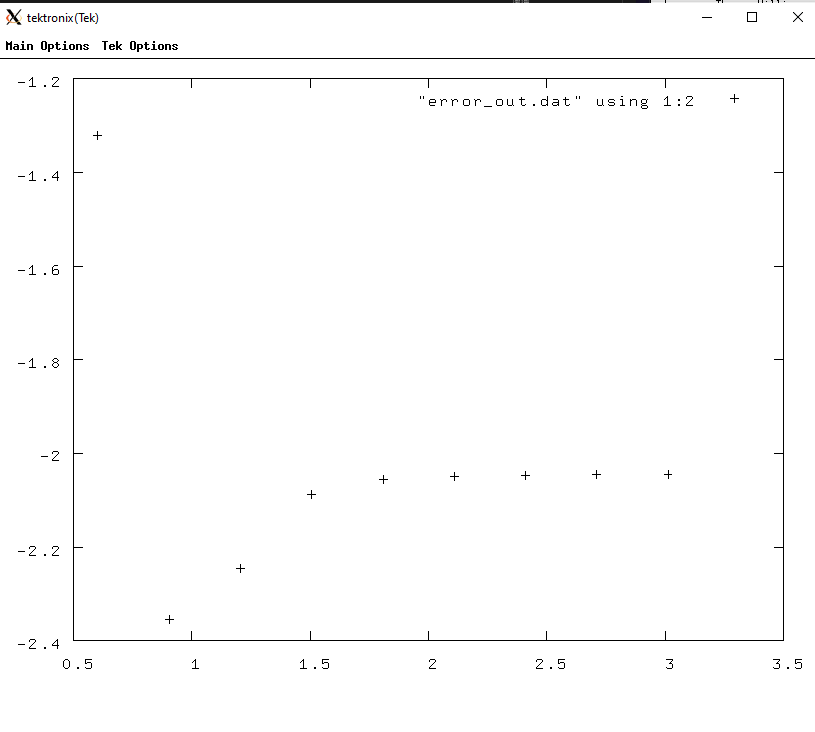 tektronix(Tek)
Main Options Tek Options
-1.2
"error_out.dat" using 1:2
-1.4
-1.6
-1.8
-2
-2.2
-2.4
0.5 1 1.5 2 2.5 3 3.5